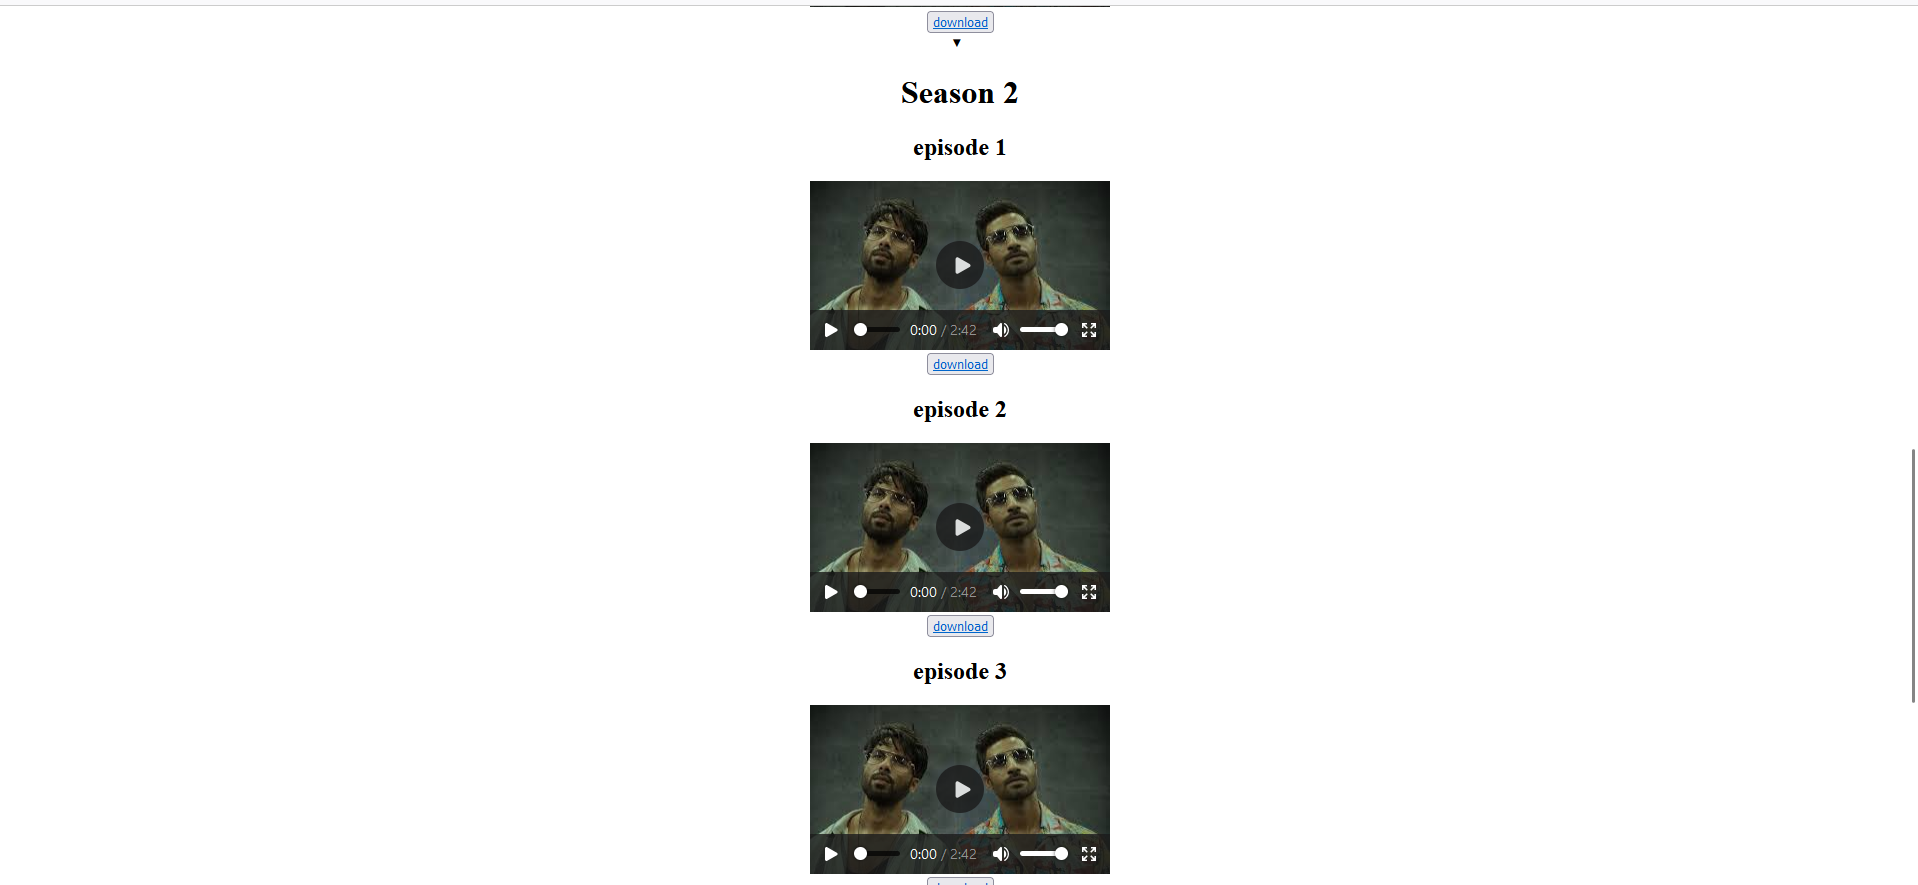 download
▼
Season 2
episode 1
0:00 / 2:42
download
episode 2
0:00 / 2:42
download
episode 3
0:00 / 2:42